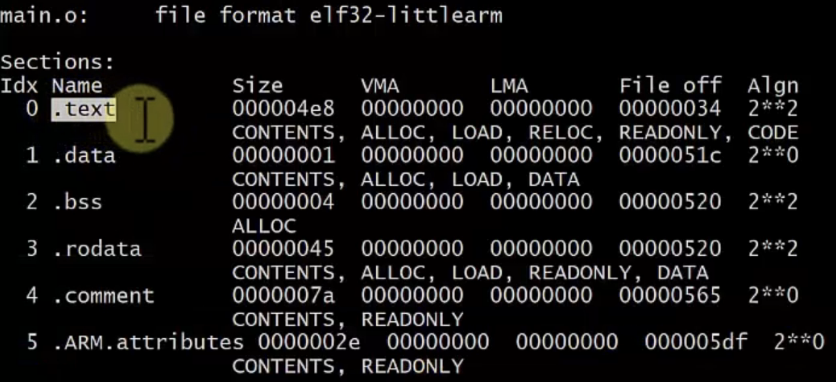 main.o:     file format elf32-littlearm
Sections:
Idx Name          Size      VMA       LMA       File off  Algn
  0 .text         000004e8  00000000  00000000  00000034  2**2
                  CONTENTS, ALLOC, LOAD, RELOC, READONLY, CODE
  1 .data         00000001  00000000  00000000  0000051c  2**0
                  CONTENTS, ALLOC, LOAD, DATA
  2 .bss          00000004  00000000  00000000  00000520  2**2
                  ALLOC
  3 .rodata       00000045  00000000  00000000  00000520  2**2
                  CONTENTS, ALLOC, LOAD, READONLY, DATA
  4 .comment      0000007a  00000000  00000000  00000565  2**0
                  CONTENTS, READONLY
  5 .ARM.attributes 0000002e  00000000  00000000  000005df  2**0
                  CONTENTS, READONLY